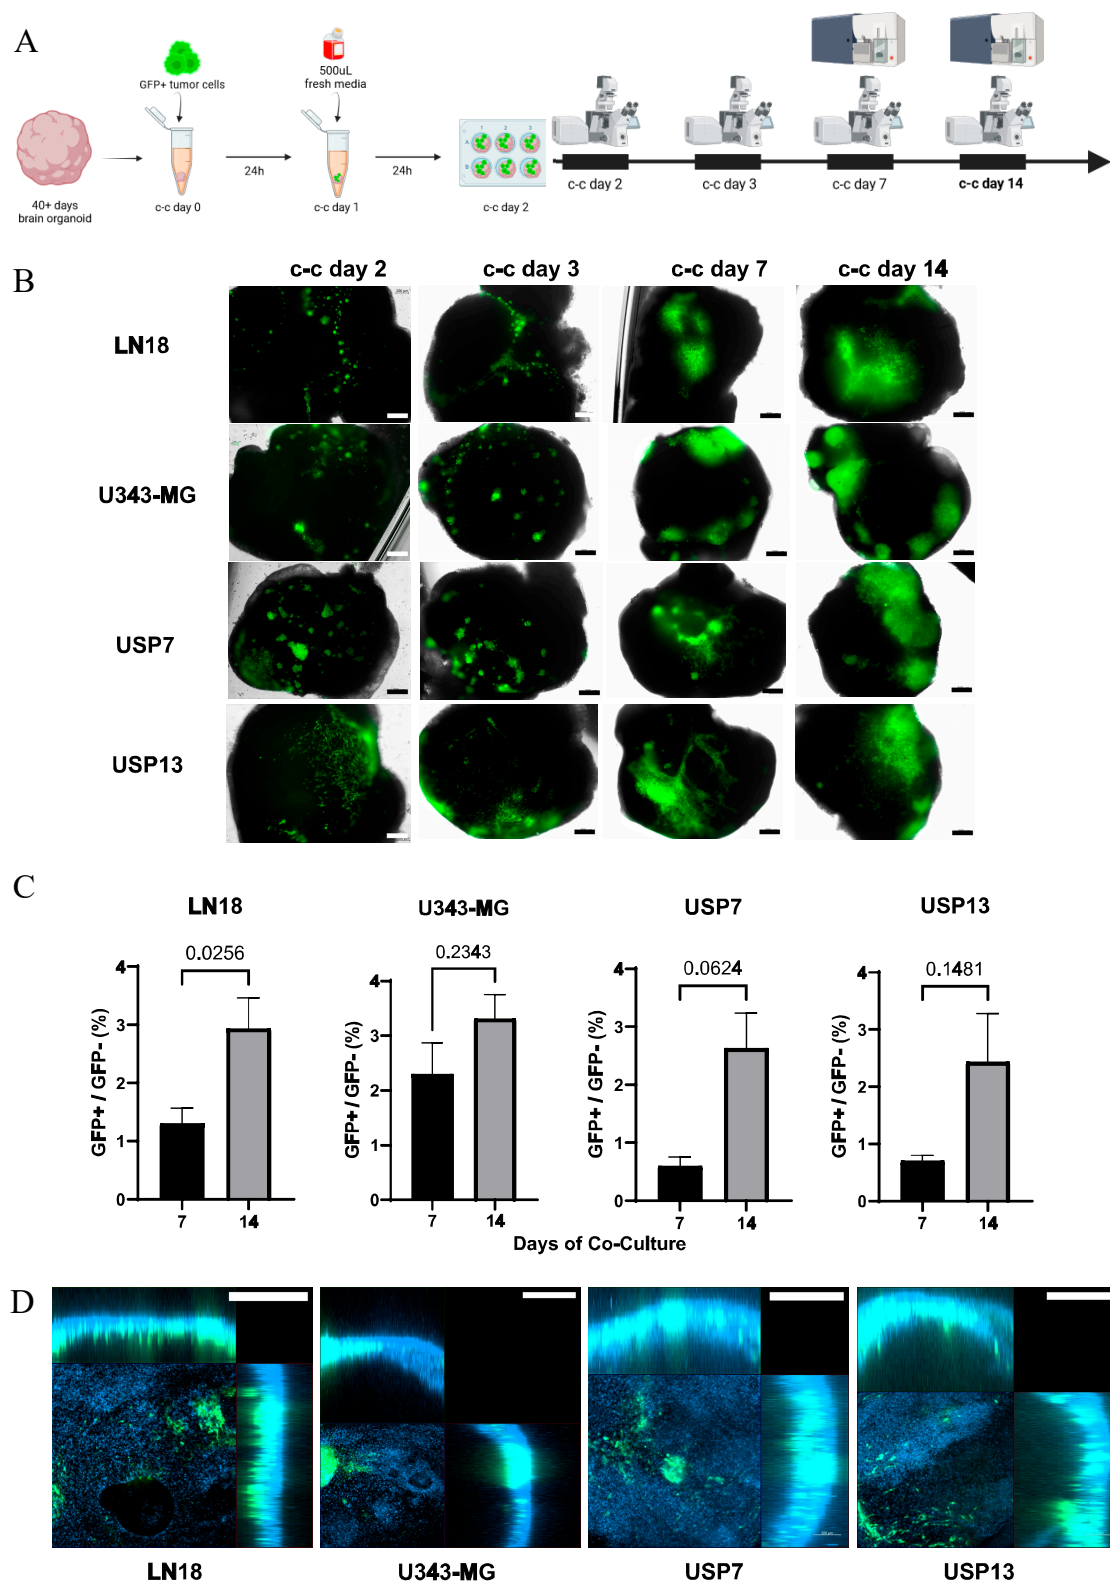 A
GFP+ tumor cells
500uL
fresh media
24h
24h
40+ days
brain organoid
c-c day 0
c-c day 1
1 2 3
A
B
c-c day 2
c-c day 2
c-c day 3
c-c day 7
c-c day 14
B
c-c day 2
c-c day 3
c-c day 7
c-c day 14
LN18
U343-MG
USP7
USP13
C
LN18
U343-MG
USP7
USP13
0.0256
0.2343
0.0624
0.1481
GFP+ / GFP- (%)
4
3
2
1
0
7
14
GFP+ / GFP- (%)
4
3
2
1
0
7
14
GFP+ / GFP- (%)
4
3
2
1
0
7
14
GFP+ / GFP- (%)
4
3
2
1
0
7
14
Days of Co-Culture
D
LN18
U343-MG
USP7
USP13